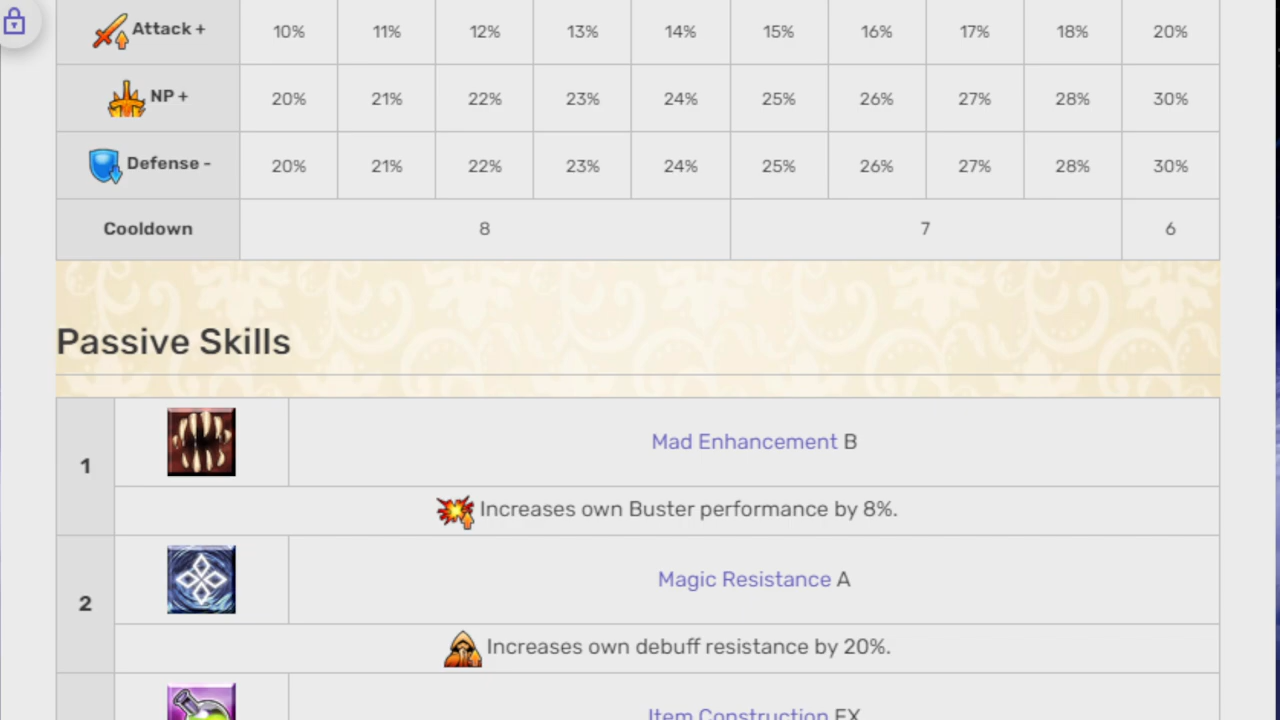 Attack + 10% 11% 12% 13% 14% 15% 16% 17% 18% 20%
NP + 20% 21% 22% 23% 24% 25% 26% 27% 28% 30%
Defense - 20% 21% 22% 23% 24% 25% 26% 27% 28% 30%
Cooldown 8 7 6
Passive Skills
1 Mad Enhancement B
Increases own Buster performance by 8%.
2 Magic Resistance A
Increases own debuff resistance by 20%.
Item Construction EX